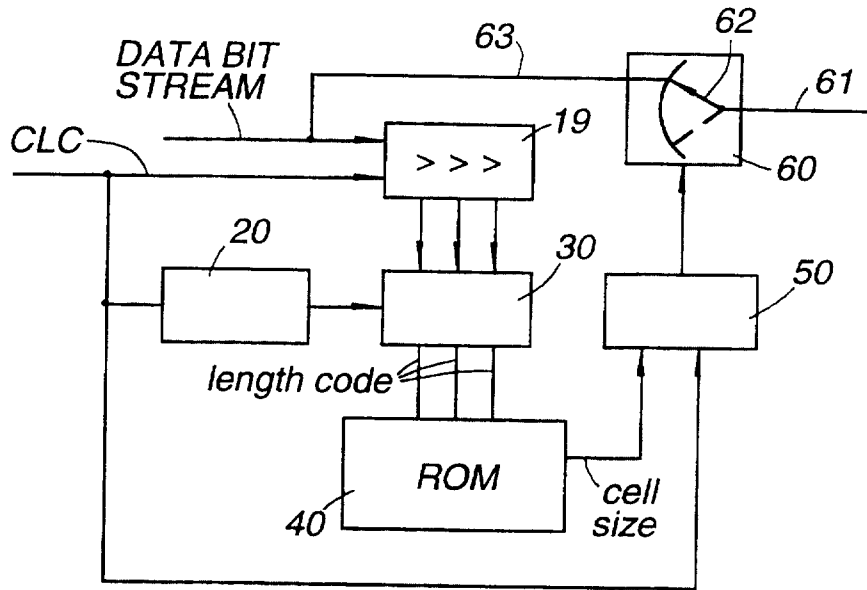 63
62
DATA BIT
STREAM
61
19
CLC
> > >
60
20
30
50
length code
ROM
40
cell
size